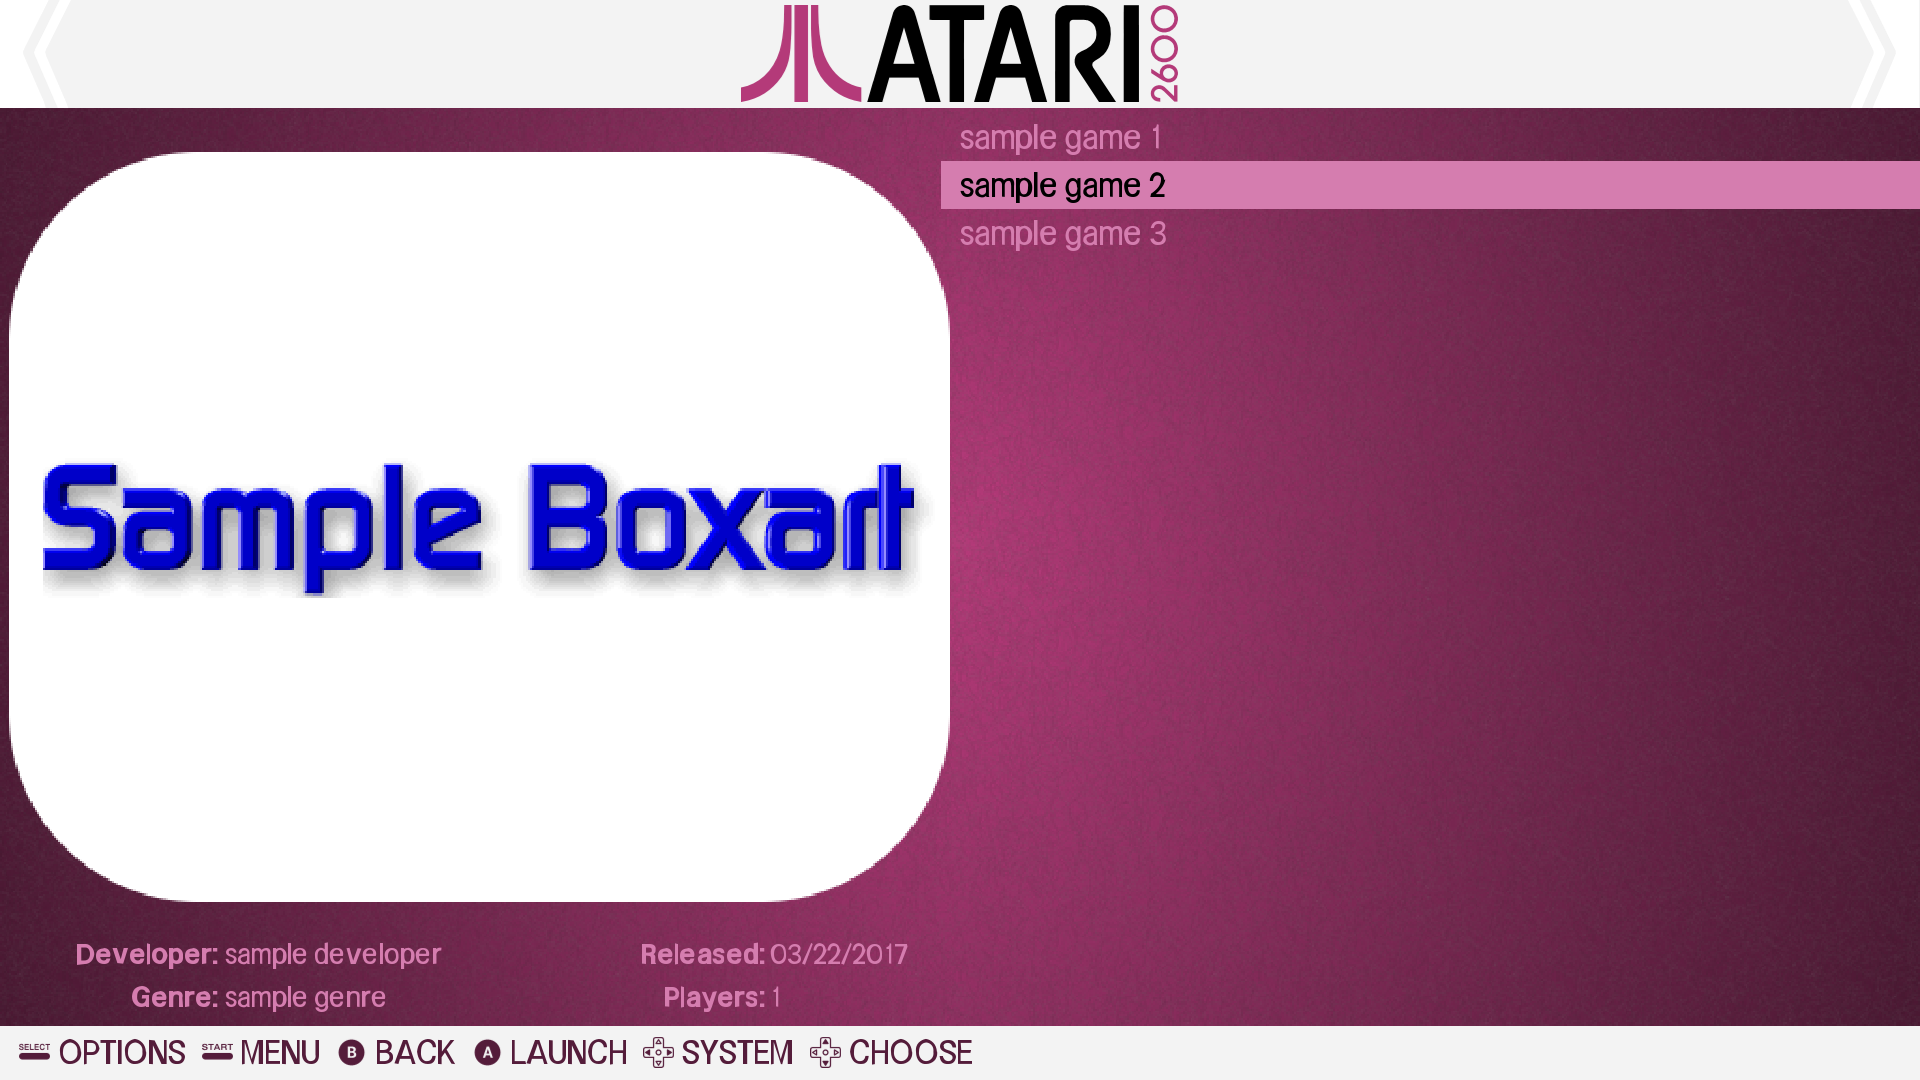 ATARI 2600
sample game 1
sample game 2
sample game 3
Sample Boxart
Developer: sample developer
Released: 03/22/2017
Genre: sample genre
Players: 1
SELECT OPTIONS START MENU B BACK A LAUNCH SYSTEM CHOOSE